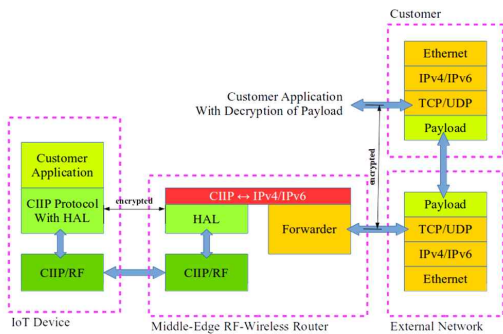 Customer
Ethernet
IPv4/IPv6
TCP/UDP
Payload
Customer Application
With Decryption of Payload
encrypted
Customer
Application
CIIP Protocol
With HAL
CIIP/RF
IoT Device
encrypted
CIIP ↔ IPv4/IPv6
HAL
Forwarder
CIIP/RF
Middle-Edge RF-Wireless Router
Payload
TCP/UDP
IPv4/IPv6
Ethernet
External Network